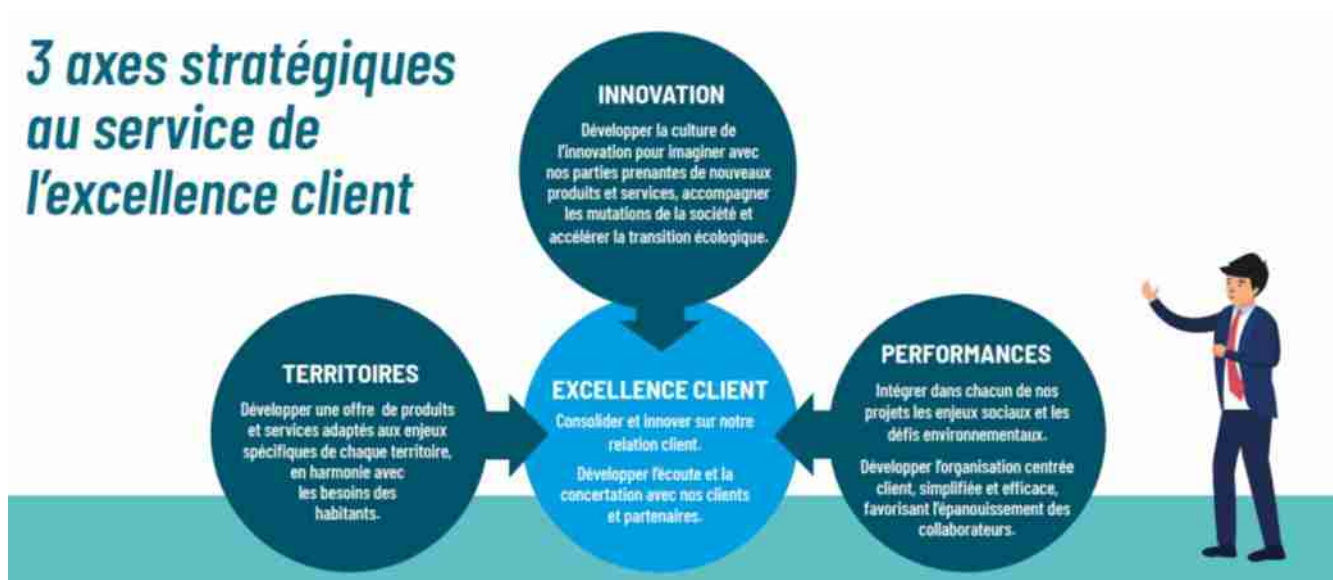 3 axes stratégiques
au service de
l'excellence client
INNOVATION
Développer la culture de
l'innovation pour imaginer avec
nos parties prenantes de nouveaux
produits et services, accompagner
les mutations de la société et
accélérer la transition écologique.
TERRITOIRES
Développer une offre de produits
et services adaptés aux enjeux
spécifiques de chaque territoire,
en harmonie avec
les besoins des
habitants.
EXCELLENCE CLIENT
Consolider et innover sur notre
relation client.
Développer l'écoute et la
concertation avec nos clients
et partenaires.
PERFORMANCES
Intégrer dans chacun de nos
projets les enjeux sociaux et les
défis environnementaux.
Développer l'organisation centrée
client, simplifiée et efficace,
favorisant l'épanouissement des
collaborateurs.